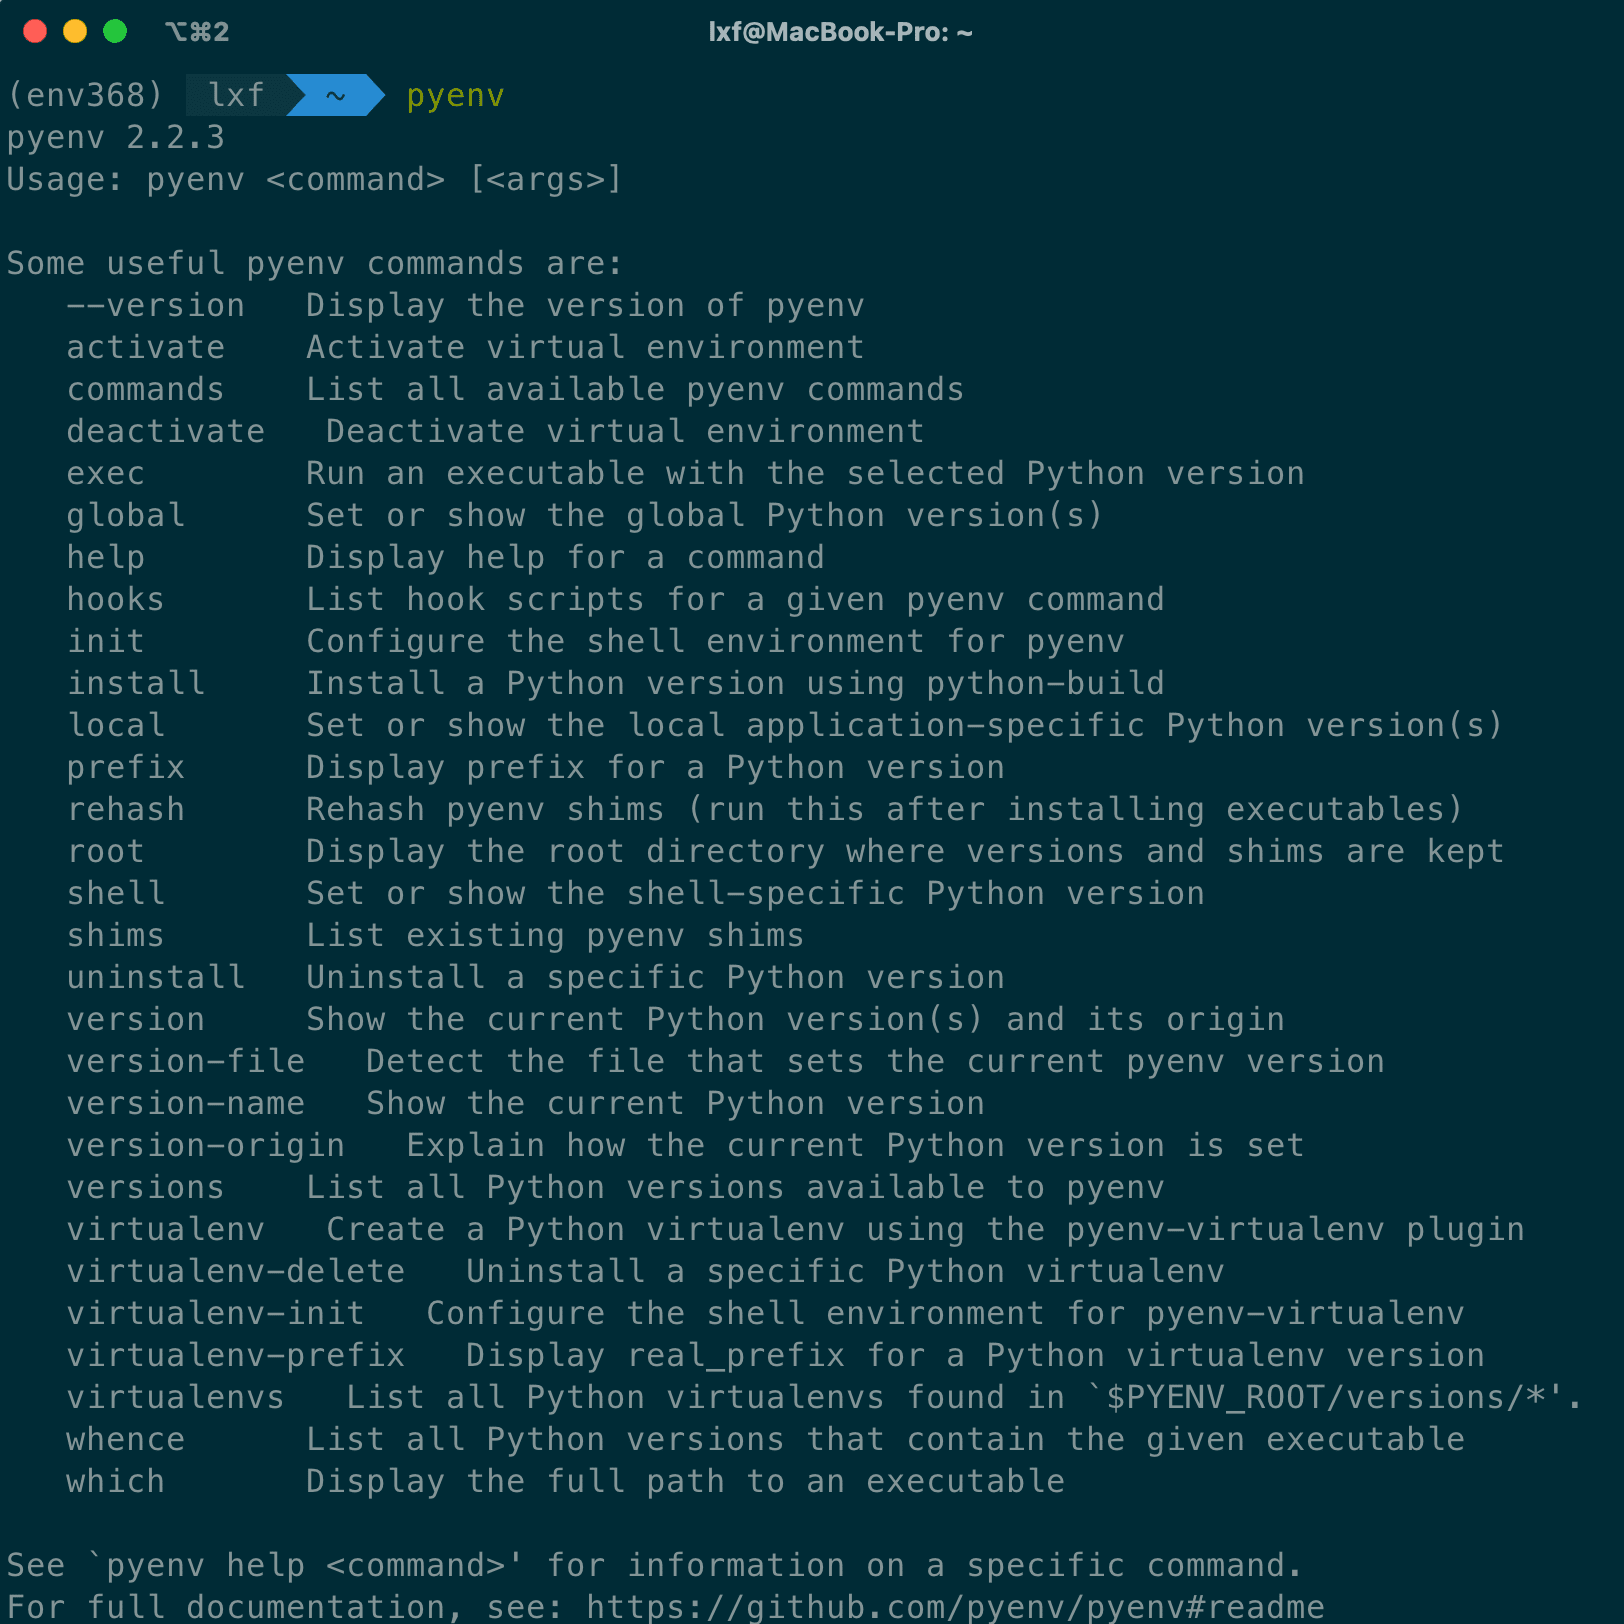 ⌥⌘2 lxf@MacBook-Pro: ~
(env368) lxf ~ pyenv
pyenv 2.2.3
Usage: pyenv <command> [<args>]

Some useful pyenv commands are:
   --version   Display the version of pyenv
   activate    Activate virtual environment
   commands    List all available pyenv commands
   deactivate   Deactivate virtual environment
   exec        Run an executable with the selected Python version
   global      Set or show the global Python version(s)
   help        Display help for a command
   hooks       List hook scripts for a given pyenv command
   init        Configure the shell environment for pyenv
   install     Install a Python version using python-build
   local       Set or show the local application-specific Python version(s)
   prefix      Display prefix for a Python version
   rehash      Rehash pyenv shims (run this after installing executables)
   root        Display the root directory where versions and shims are kept
   shell       Set or show the shell-specific Python version
   shims       List existing pyenv shims
   uninstall   Uninstall a specific Python version
   version     Show the current Python version(s) and its origin
   version-file   Detect the file that sets the current pyenv version
   version-name   Show the current Python version
   version-origin   Explain how the current Python version is set
   versions    List all Python versions available to pyenv
   virtualenv   Create a Python virtualenv using the pyenv-virtualenv plugin
   virtualenv-delete   Uninstall a specific Python virtualenv
   virtualenv-init   Configure the shell environment for pyenv-virtualenv
   virtualenv-prefix   Display real_prefix for a Python virtualenv version
   virtualenvs   List all Python virtualenvs found in `$PYENV_ROOT/versions/*'.
   whence      List all Python versions that contain the given executable
   which       Display the full path to an executable

See `pyenv help <command>' for information on a specific command.
For full documentation, see: https://github.com/pyenv/pyenv#readme